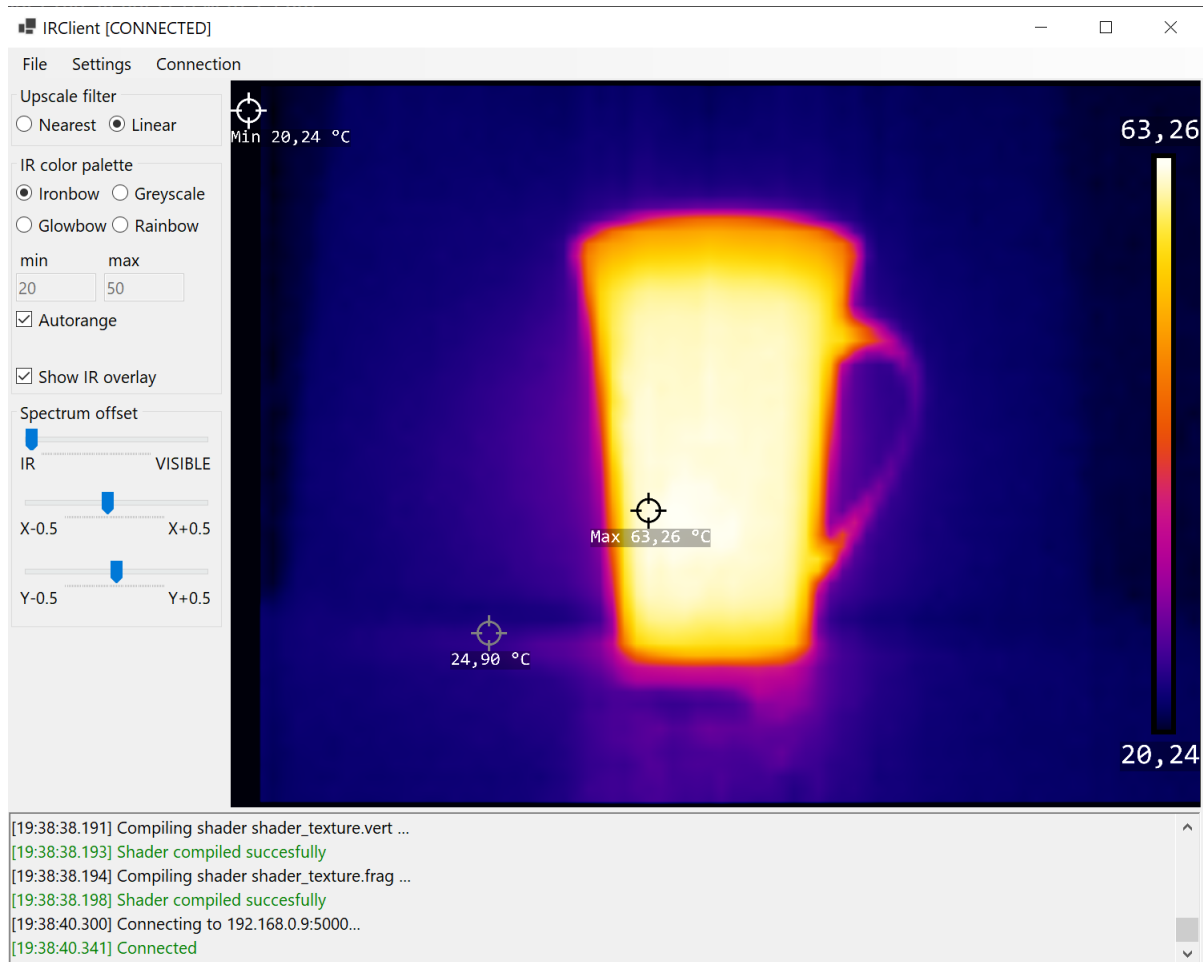 IRClient [CONNECTED]
File Settings Connection
Upscale filter
Nearest Linear
IR color palette
Ironbow Greyscale
Glowbow Rainbow
min max
20 50
Autorange
Show IR overlay
Spectrum offset
IR VISIBLE
X-0.5 X+0.5
Y-0.5 Y+0.5
Min 20,24 °C
63,26
Max 63,26 °C
24,90 °C
20,24
[19:38:38.191] Compiling shader shader_texture.vert ...
[19:38:38.193] Shader compiled succesfully
[19:38:38.194] Compiling shader shader_texture.frag ...
[19:38:38.198] Shader compiled succesfully
[19:38:40.300] Connecting to 192.168.0.9:5000...
[19:38:40.341] Connected